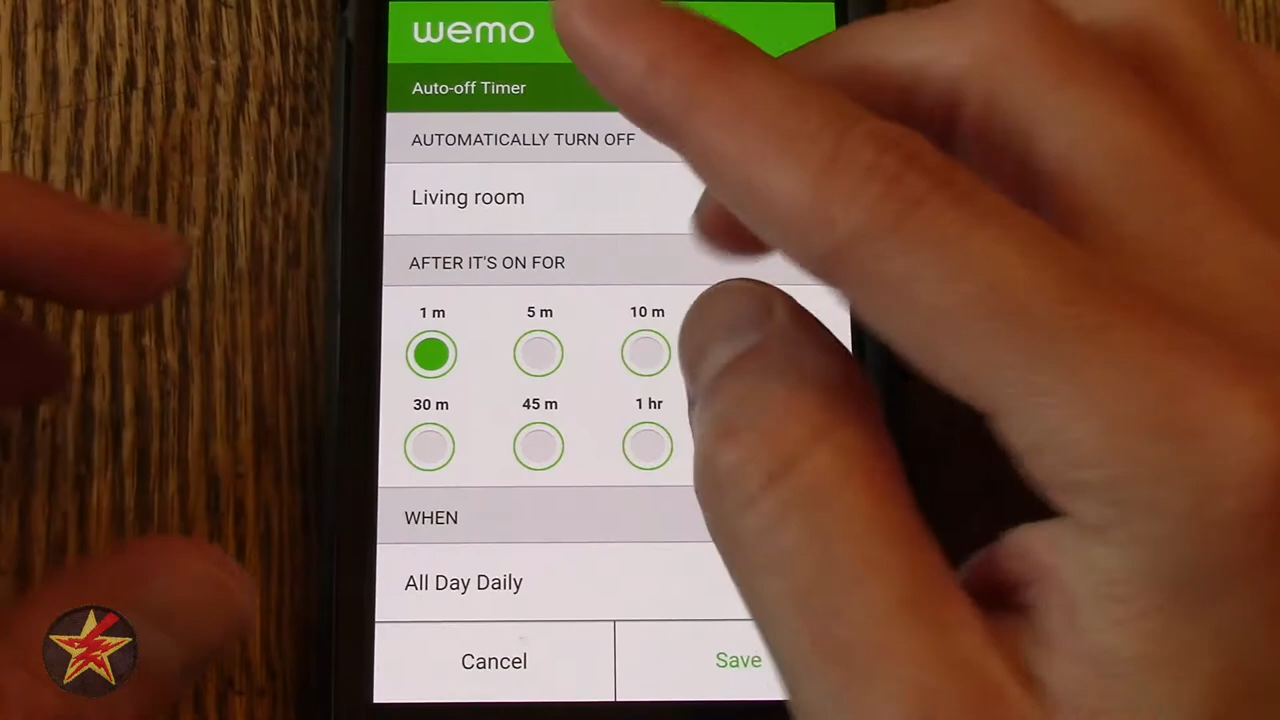 wemo
Auto-off Timer
AUTOMATICALLY TURN OFF
Living room
AFTER IT'S ON FOR
1 m 5 m 10 m
30 m 45 m 1 hr
WHEN
All Day Daily
Cancel Save